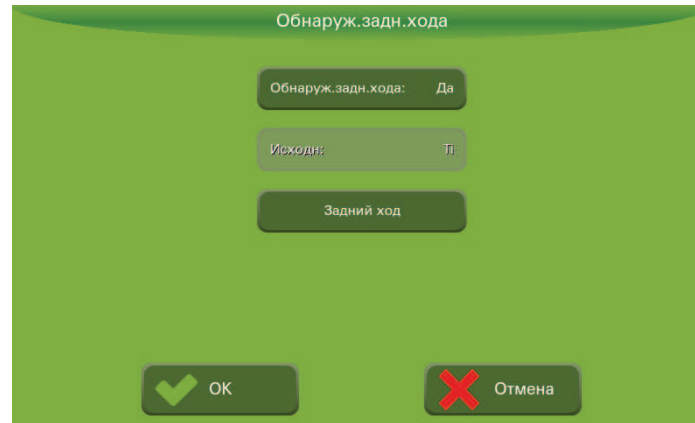 Обнаруж.задн.хода
Обнаруж.задн.хода: Да
Исходн: Ti
Задний ход
OK Отмена